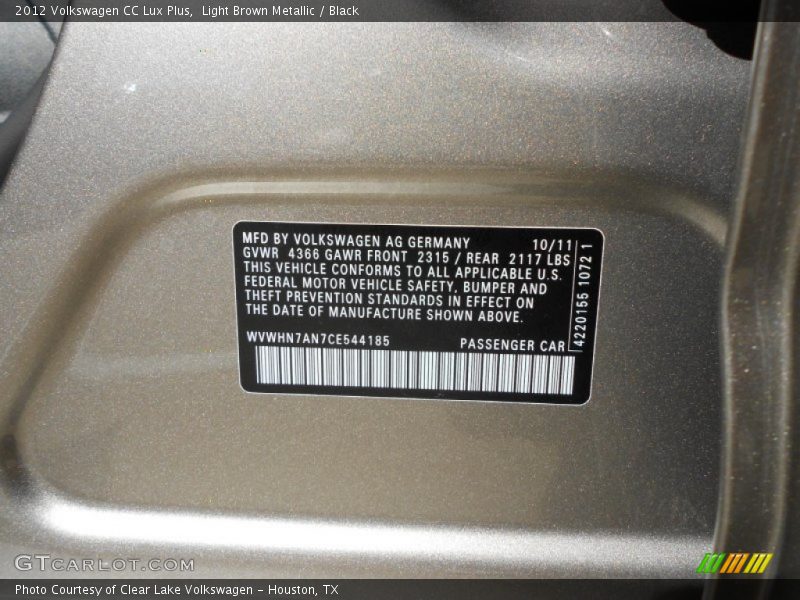 2012 Volkswagen CC Lux Plus,  Light Brown Metallic / Black
MFD BY VOLKSWAGEN AG GERMANY 10/11
GVWR 4366 GAWR FRONT 2315 / REAR 2117 LBS
THIS VEHICLE CONFORMS TO ALL APPLICABLE U.S.
FEDERAL MOTOR VEHICLE SAFETY, BUMPER AND
THEFT PREVENTION STANDARDS IN EFFECT ON
THE DATE OF MANUFACTURE SHOWN ABOVE.
WVWHN7AN7CE544185 PASSENGER CAR
4220155 1072 1
GTCARLOT.COM
Photo Courtesy of Clear Lake Volkswagen – Houston, TX